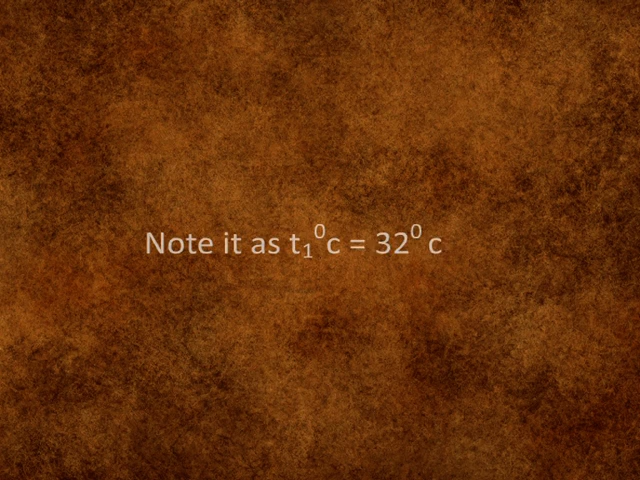 Note it as t₁⁰c = 32⁰ c